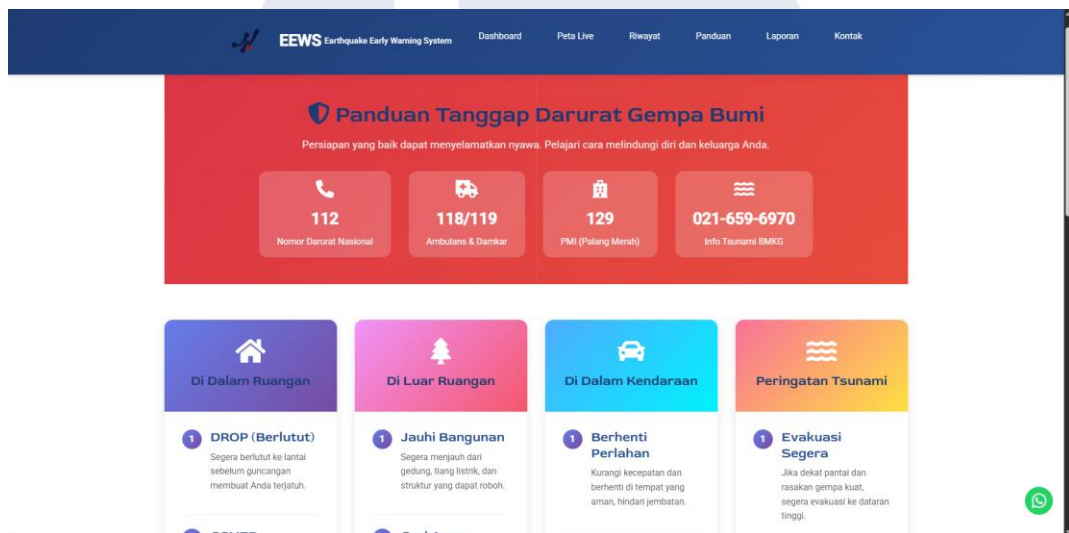 EEWS Earthquake Early Warning System
Dashboard
Peta Live
Riwayat
Panduan
Laporan
Kontak
Panduan Tanggap Darurat Gempa Bumi
Persiapan yang baik dapat menyelamatkan nyawa. Pelajari cara melindungi diri dan keluarga Anda.
112
Nomor Darurat Nasional
118/119
Ambulans & Damkar
129
PMI (Palang Merah)
021-659-6970
Info Tsunami BMKG
Di Dalam Ruangan
1
DROP (Berlutut)
Segera berlutut ke lantai
sebelum guncangan
membuat Anda terjatuh.
Di Luar Ruangan
1
Jauhi Bangunan
Segera menjauh dari
gedung, tiang listrik, dan
struktur yang dapat roboh.
Di Dalam Kendaraan
1
Berhenti
Perlahan
Kurangi kecepatan dan
berhenti di tempat yang
aman, hindari jembatan.
Peringatan Tsunami
1
Evakuasi
Segera
Jika dekat pantai dan
rasakan gempa kuat,
segera evakuasi ke dataran
tinggi.